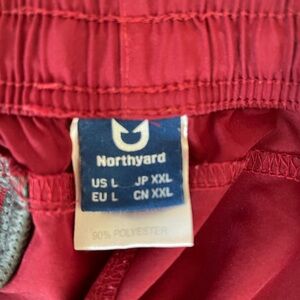 Northyard
US L JP XXL
EU L CN XXL
90% POLYESTER